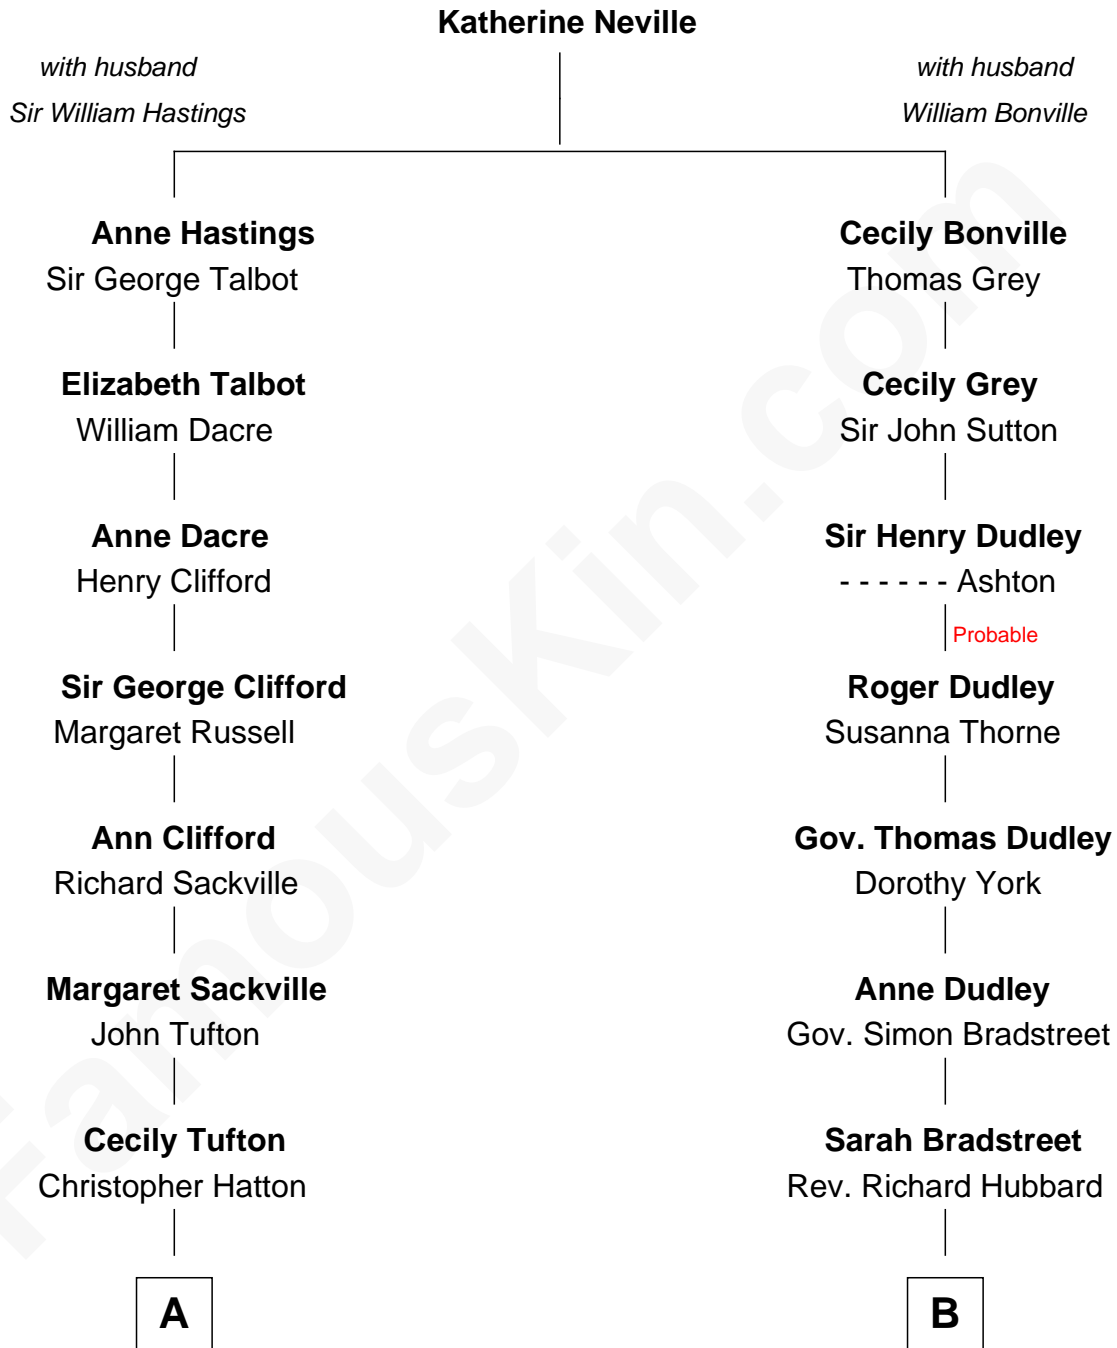 Katherine Neville
with husband
Sir William Hastings
with husband
William Bonville
Anne Hastings
Sir George Talbot
Cecily Bonville
Thomas Grey
Elizabeth Talbot
William Dacre
Cecily Grey
Sir John Sutton
Anne Dacre
Henry Clifford
Sir Henry Dudley
- - - - - - Ashton
Probable
Sir George Clifford
Margaret Russell
Roger Dudley
Susanna Thorne
Ann Clifford
Richard Sackville
Gov. Thomas Dudley
Dorothy York
Margaret Sackville
John Tufton
Anne Dudley
Gov. Simon Bradstreet
Cecily Tufton
Christopher Hatton
Sarah Bradstreet
Rev. Richard Hubbard
A
B
FamousKin.com